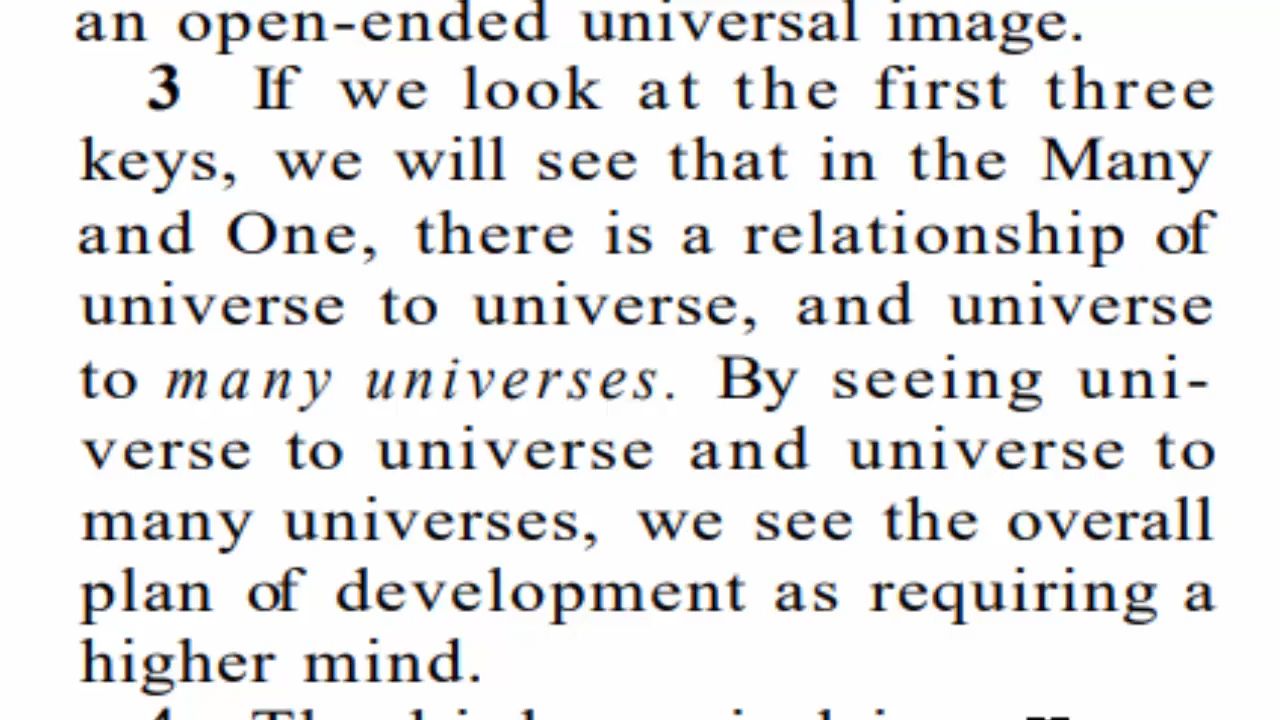 an open-ended universal image.
3 If we look at the first three
keys, we will see that in the Many
and One, there is a relationship of
universe to universe, and universe
to many universes. By seeing uni-
verse to universe and universe to
many universes, we see the overall
plan of development as requiring a
higher mind.